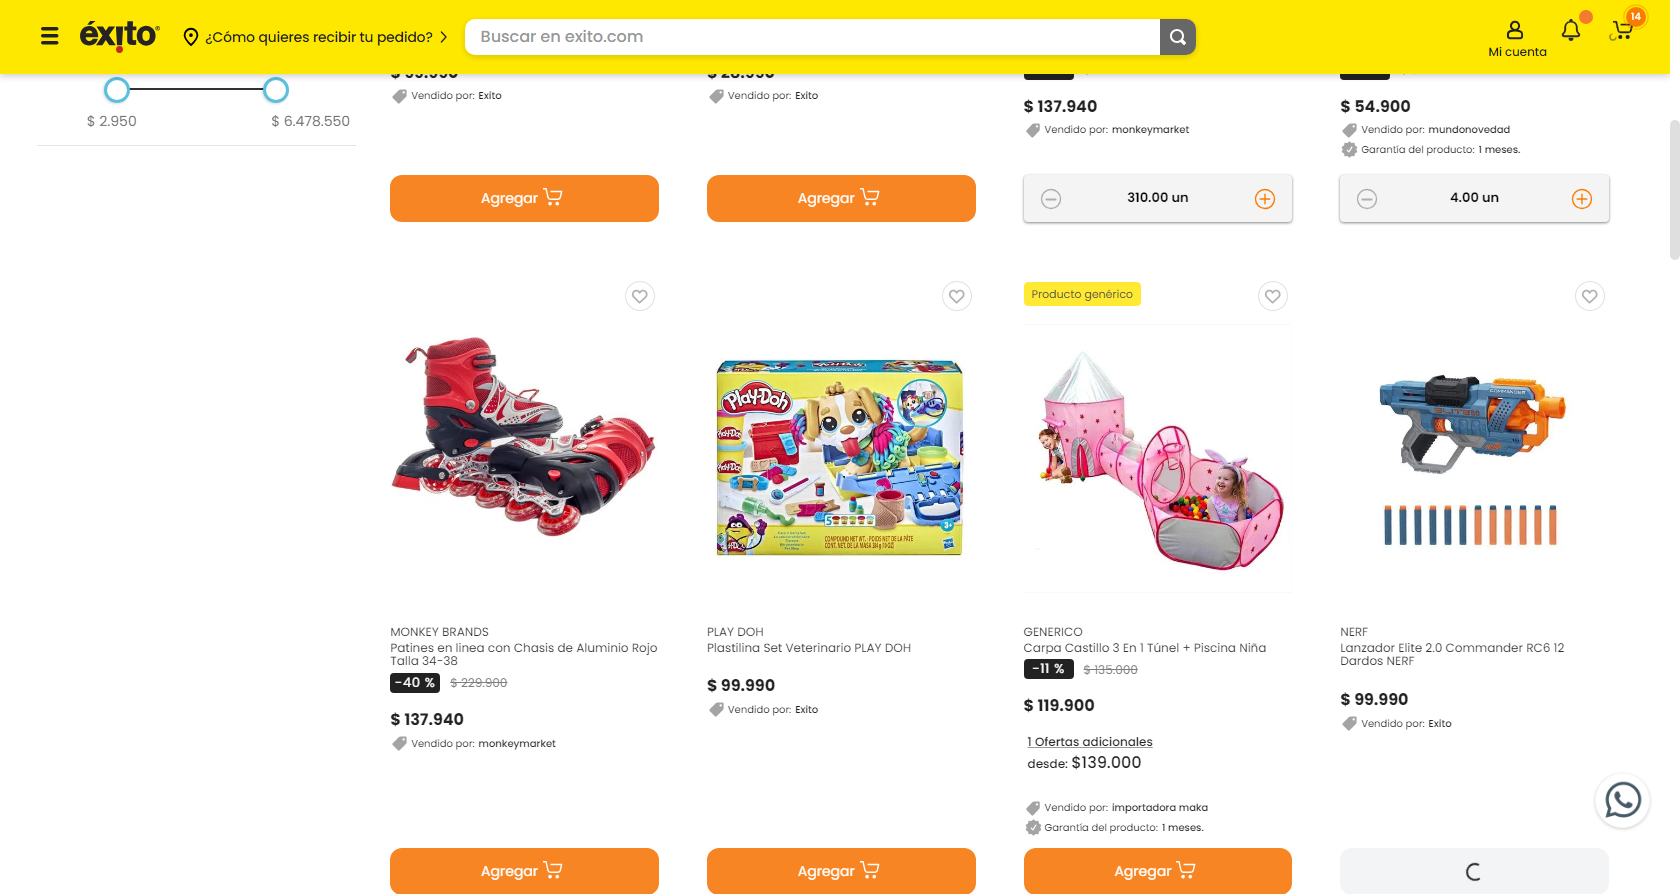 éxito
¿Cómo quieres recibir tu pedido?
Buscar en exito.com
Mi cuenta
14
$ 2.950
$ 6.478.550
Vendido por: Exito
Vendido por: Exito
$ 137.940
Vendido por: monkeymarket
$ 54.900
Vendido por: mundonovedad
Garantía del producto: 1 meses.
Agregar
Agregar
310.00 un
4.00 un
Producto genérico
Play-Doh
MONKEY BRANDS
Patines en linea con Chasis de Aluminio Rojo
Talla 34-38
-40 %
$ 229.900
$ 137.940
Vendido por: monkeymarket
PLAY DOH
Plastilina Set Veterinario PLAY DOH
$ 99.990
Vendido por: Exito
GENERICO
Carpa Castillo 3 En 1 Túnel + Piscina Niña
-11 %
$ 135.000
$ 119.900
1 Ofertas adicionales
desde: $139.000
Vendido por: importadora maka
Garantía del producto: 1 meses.
NERF
Lanzador Elite 2.0 Commander RC6 12
Dardos NERF
$ 99.990
Vendido por: Exito
Agregar
Agregar
Agregar